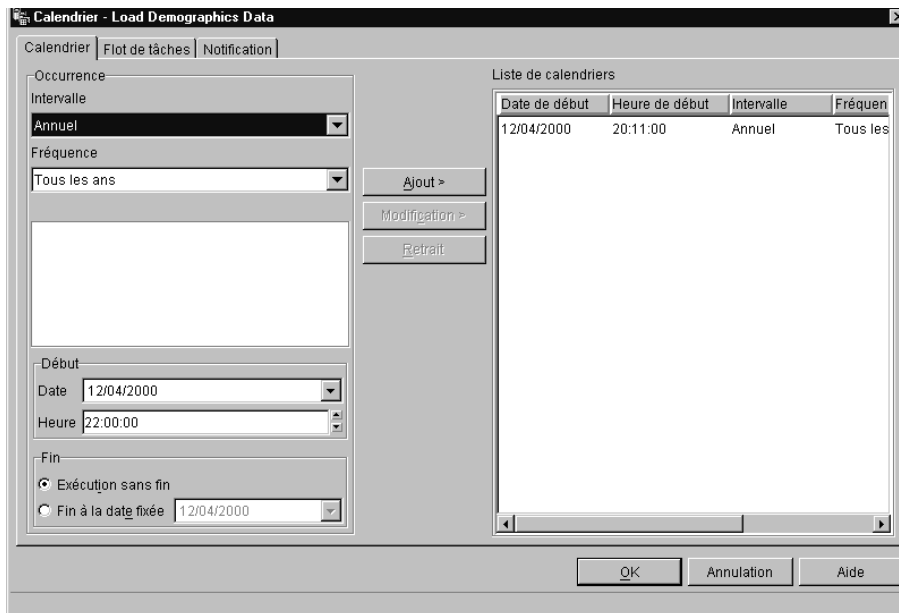 Calendrier - Load Demographics Data
Calendrier
Flot de tâches
Notification
Occurrence
Intervalle
Annuel
Fréquence
Tous les ans
Début
Date 12/04/2000
Heure 22:00:00
Fin
Exécution sans fin
Fin à la date fixée 12/04/2000
Ajout >
Modification >
Retrait
Liste de calendriers
Date de début Heure de début Intervalle Fréquen
12/04/2000 20:11:00 Annuel Tous les
OK Annulation Aide